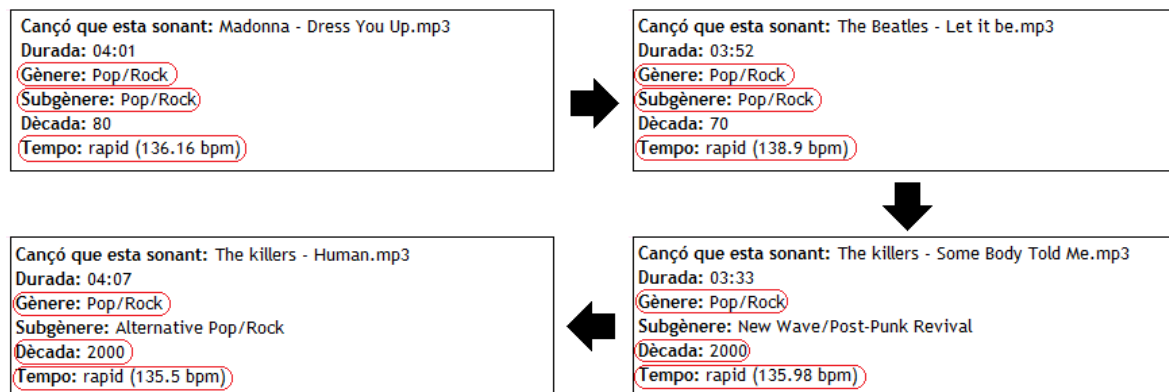 Cançó que esta sonant: Madonna - Dress You Up.mp3
Durada: 04:01
Gènere: Pop/Rock
Subgènere: Pop/Rock
Dècada: 80
Tempo: rapid (136.16 bpm)
Cançó que esta sonant: The Beatles - Let it be.mp3
Durada: 03:52
Gènere: Pop/Rock
Subgènere: Pop/Rock
Dècada: 70
Tempo: rapid (138.9 bpm)
Cançó que esta sonant: The killers - Some Body Told Me.mp3
Durada: 03:33
Gènere: Pop/Rock
Subgènere: New Wave/Post-Punk Revival
Dècada: 2000
Tempo: rapid (135.98 bpm)
Cançó que esta sonant: The killers - Human.mp3
Durada: 04:07
Gènere: Pop/Rock
Subgènere: Alternative Pop/Rock
Dècada: 2000
Tempo: rapid (135.5 bpm)